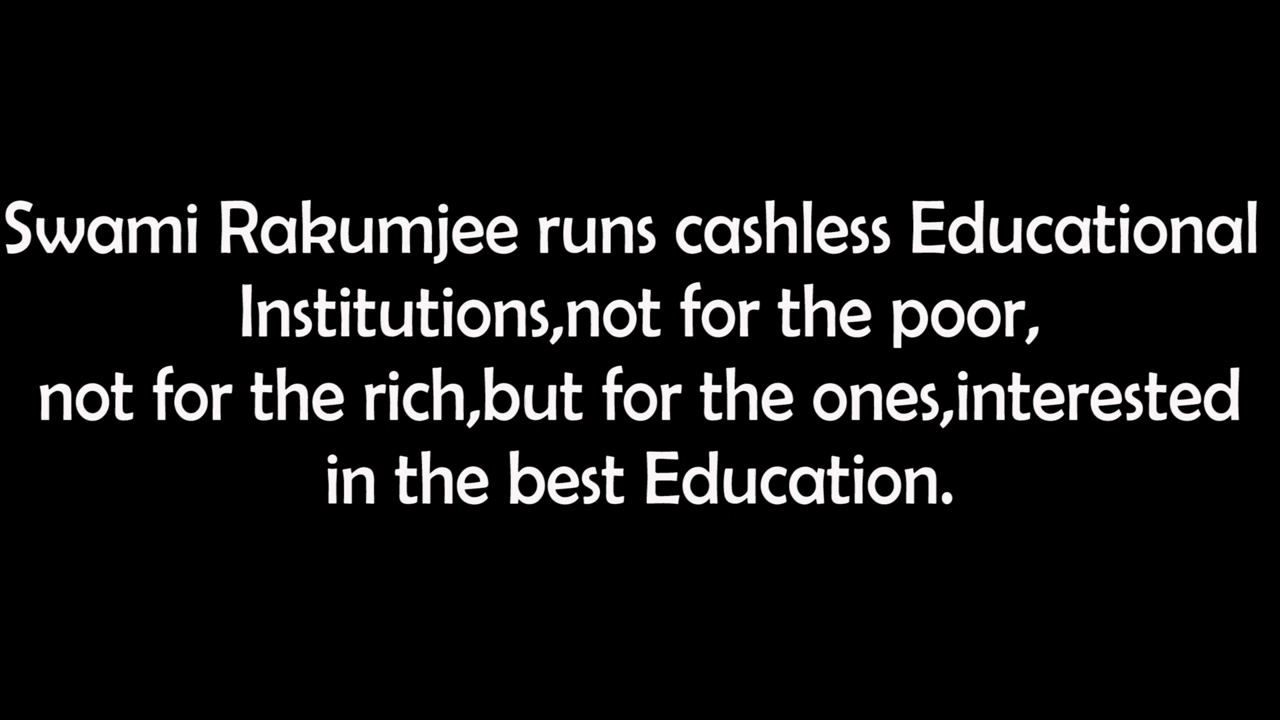 Swami Rakumjee runs cashless Educational
Institutions,not for the poor,
not for the rich,but for the ones,interested
in the best Education.